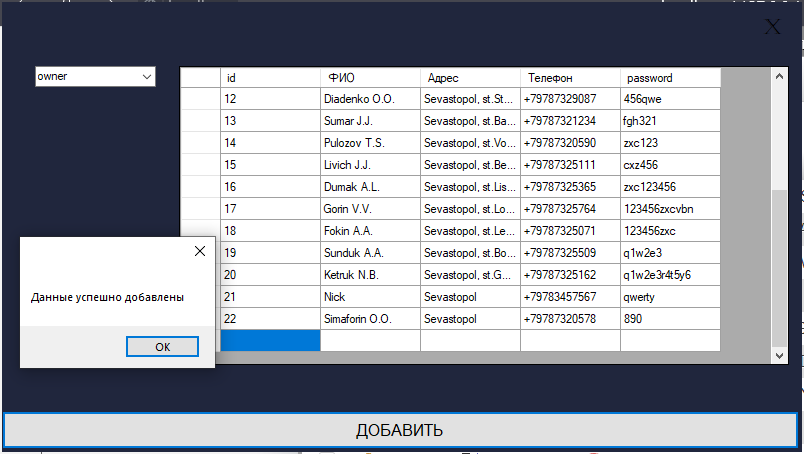 X
owner
id ФИО Адрес Телефон password
12 Diadenko O.O. Sevastopol, st.St... +79787329087 456qwe
13 Sumar J.J. Sevastopol, st.Ba... +79787321234 fgh321
14 Pulozov T.S. Sevastopol, st.Vo... +79787320590 zxc123
15 Livich J.J. Sevastopol, st.Be... +79787325111 cxz456
16 Dumak A.L. Sevastopol, st.Lis... +79787325365 zxc123456
17 Gorin V.V. Sevastopol, st.Lo... +79787325764 123456zxcvbn
18 Fokin A.A. Sevastopol, st.Le... +79787325071 123456zxc
19 Sunduk A.A. Sevastopol, st.Bo... +79787325509 q1w2e3
20 Ketruk N.B. Sevastopol, st.G... +79787325162 q1w2e3r4t5y6
21 Nick Sevastopol +79783457567 qwerty
22 Simaforin O.O. Sevastopol +79787320578 890
Данные успешно добавлены
OK
ДОБАВИТЬ